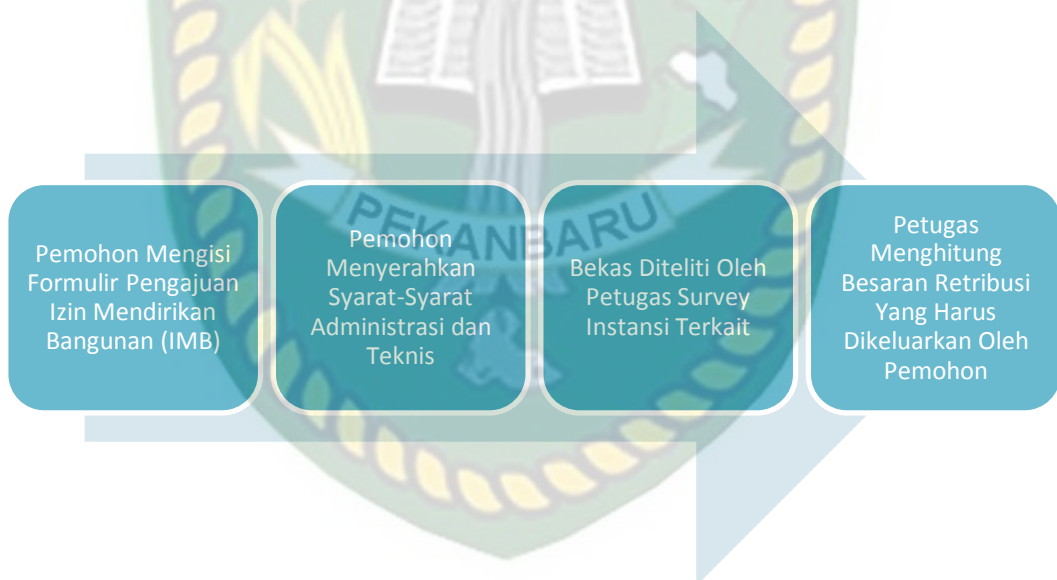 PEKANBARU
Pemohon Mengisi
Formulir Pengajuan
Izin Mendirikan
Bangunan (IMB)
Pemohon
Menyerahkan
Syarat-Syarat
Administrasi dan
Teknis
Bekas Diteliti Oleh
Petugas Survey
Instansi Terkait
Petugas
Menghitung
Besaran Retribusi
Yang Harus
Dikeluarkan Oleh
Pemohon